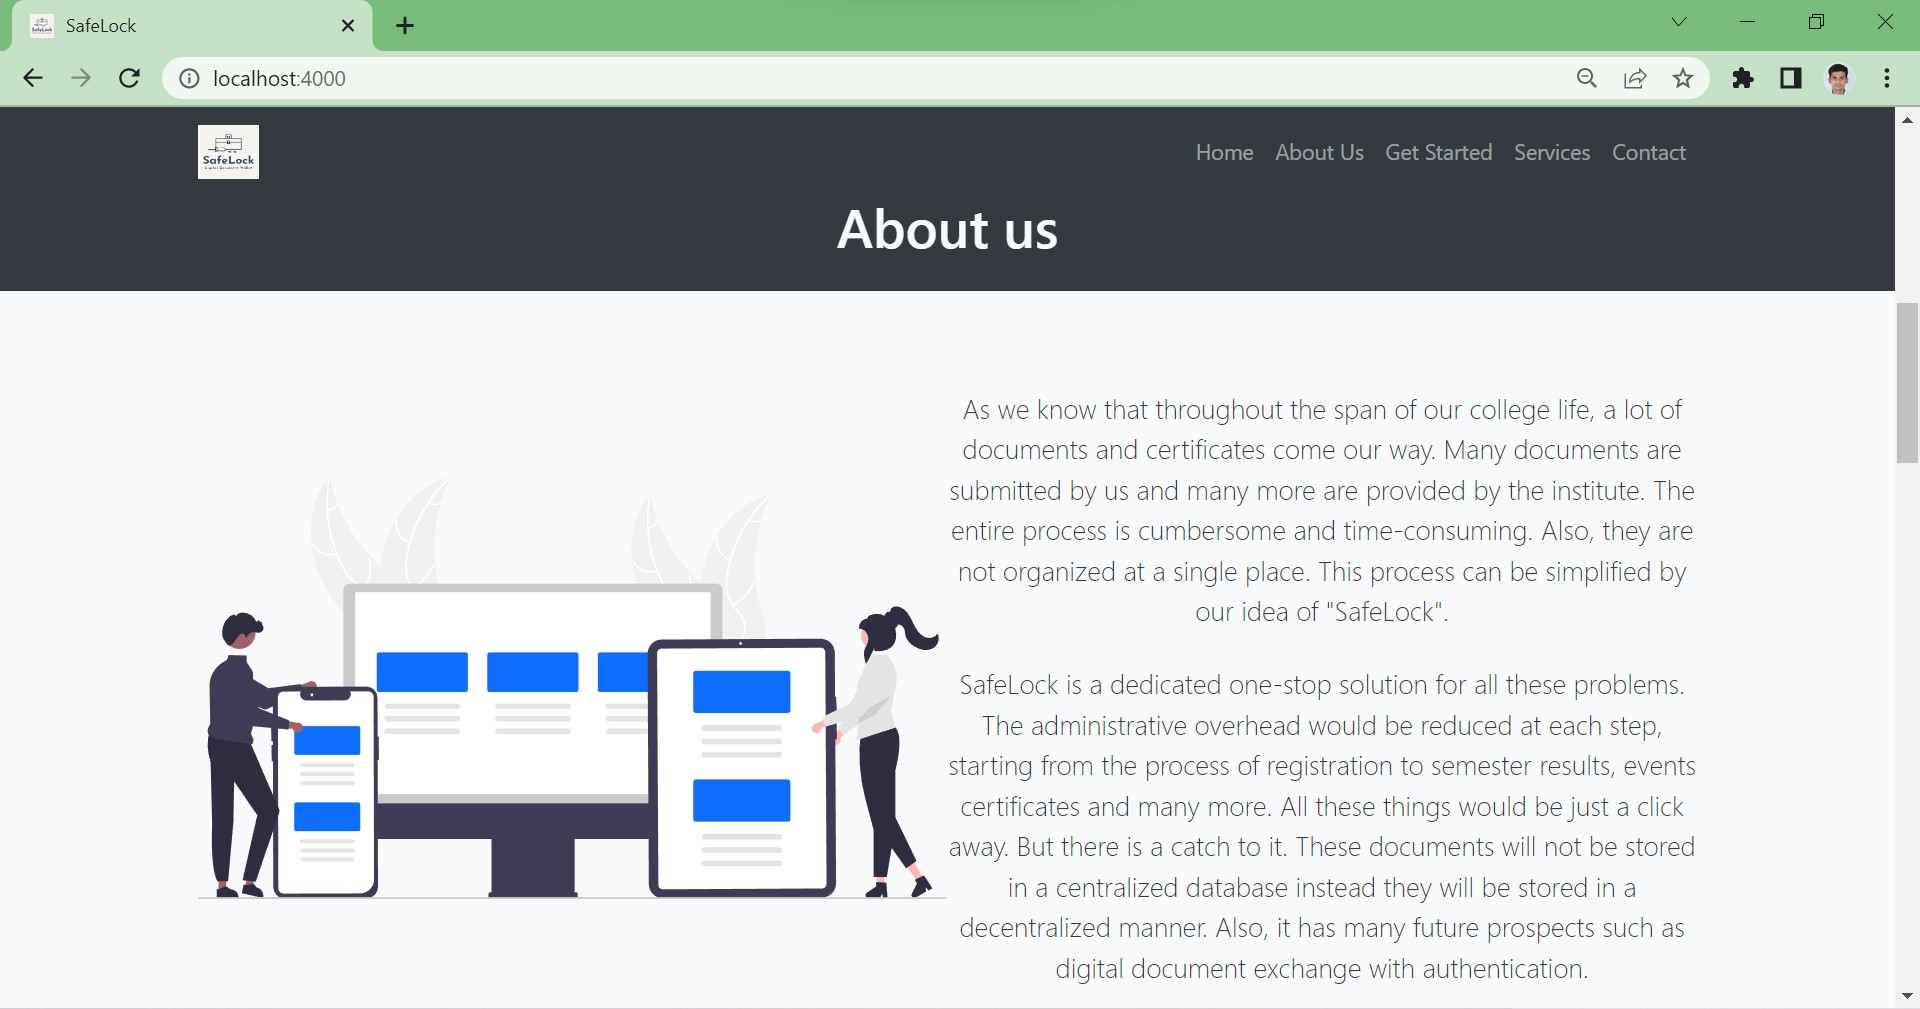 SafeLock
localhost:4000
SafeLock
Digital Document Wallet
Home About Us Get Started Services Contact
About us
As we know that throughout the span of our college life, a lot of
documents and certificates come our way. Many documents are
submitted by us and many more are provided by the institute. The
entire process is cumbersome and time-consuming. Also, they are
not organized at a single place. This process can be simplified by
our idea of "SafeLock".
SafeLock is a dedicated one-stop solution for all these problems.
The administrative overhead would be reduced at each step,
starting from the process of registration to semester results, events
certificates and many more. All these things would be just a click
away. But there is a catch to it. These documents will not be stored
in a centralized database instead they will be stored in a
decentralized manner. Also, it has many future prospects such as
digital document exchange with authentication.